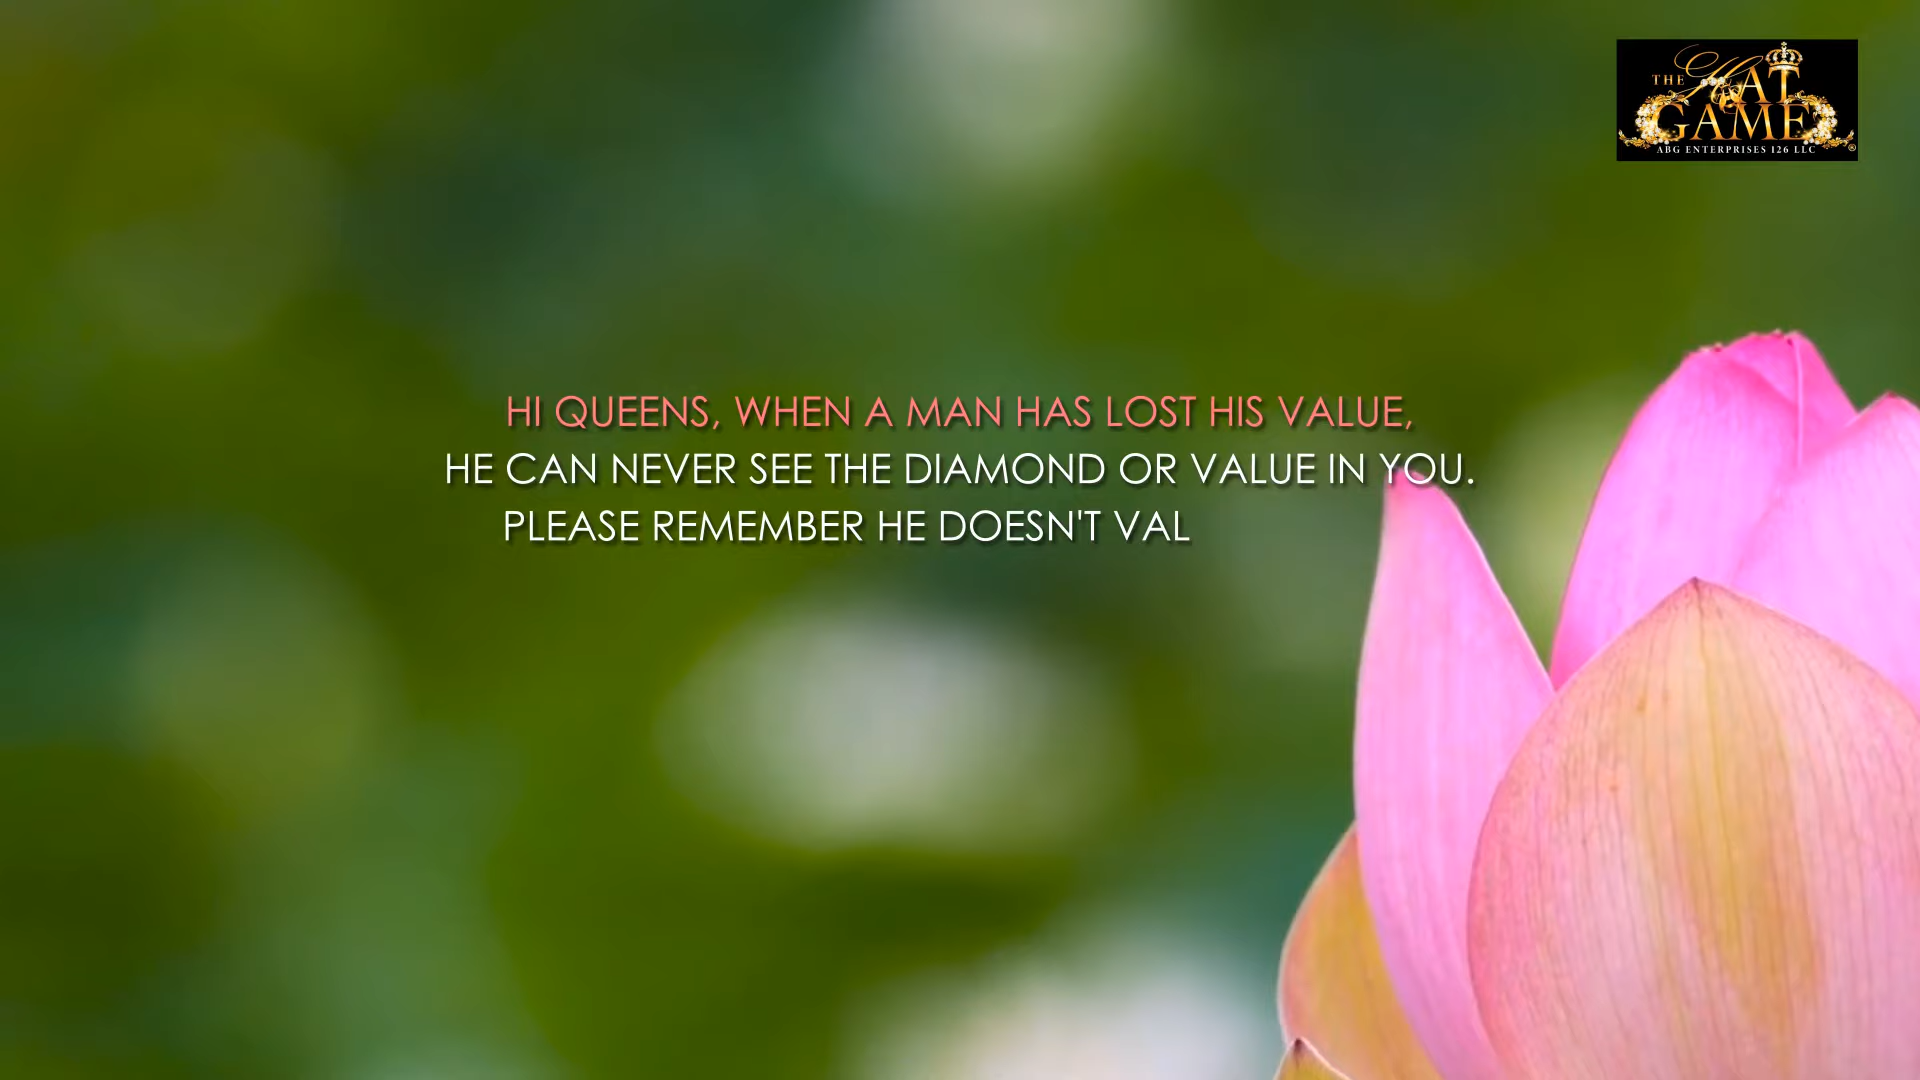 THE HAT
GAME
ABG ENTERPRISES 126 LLC ®
HI QUEENS, WHEN A MAN HAS LOST HIS VALUE,
HE CAN NEVER SEE THE DIAMOND OR VALUE IN YOU.
PLEASE REMEMBER HE DOESN'T VAL